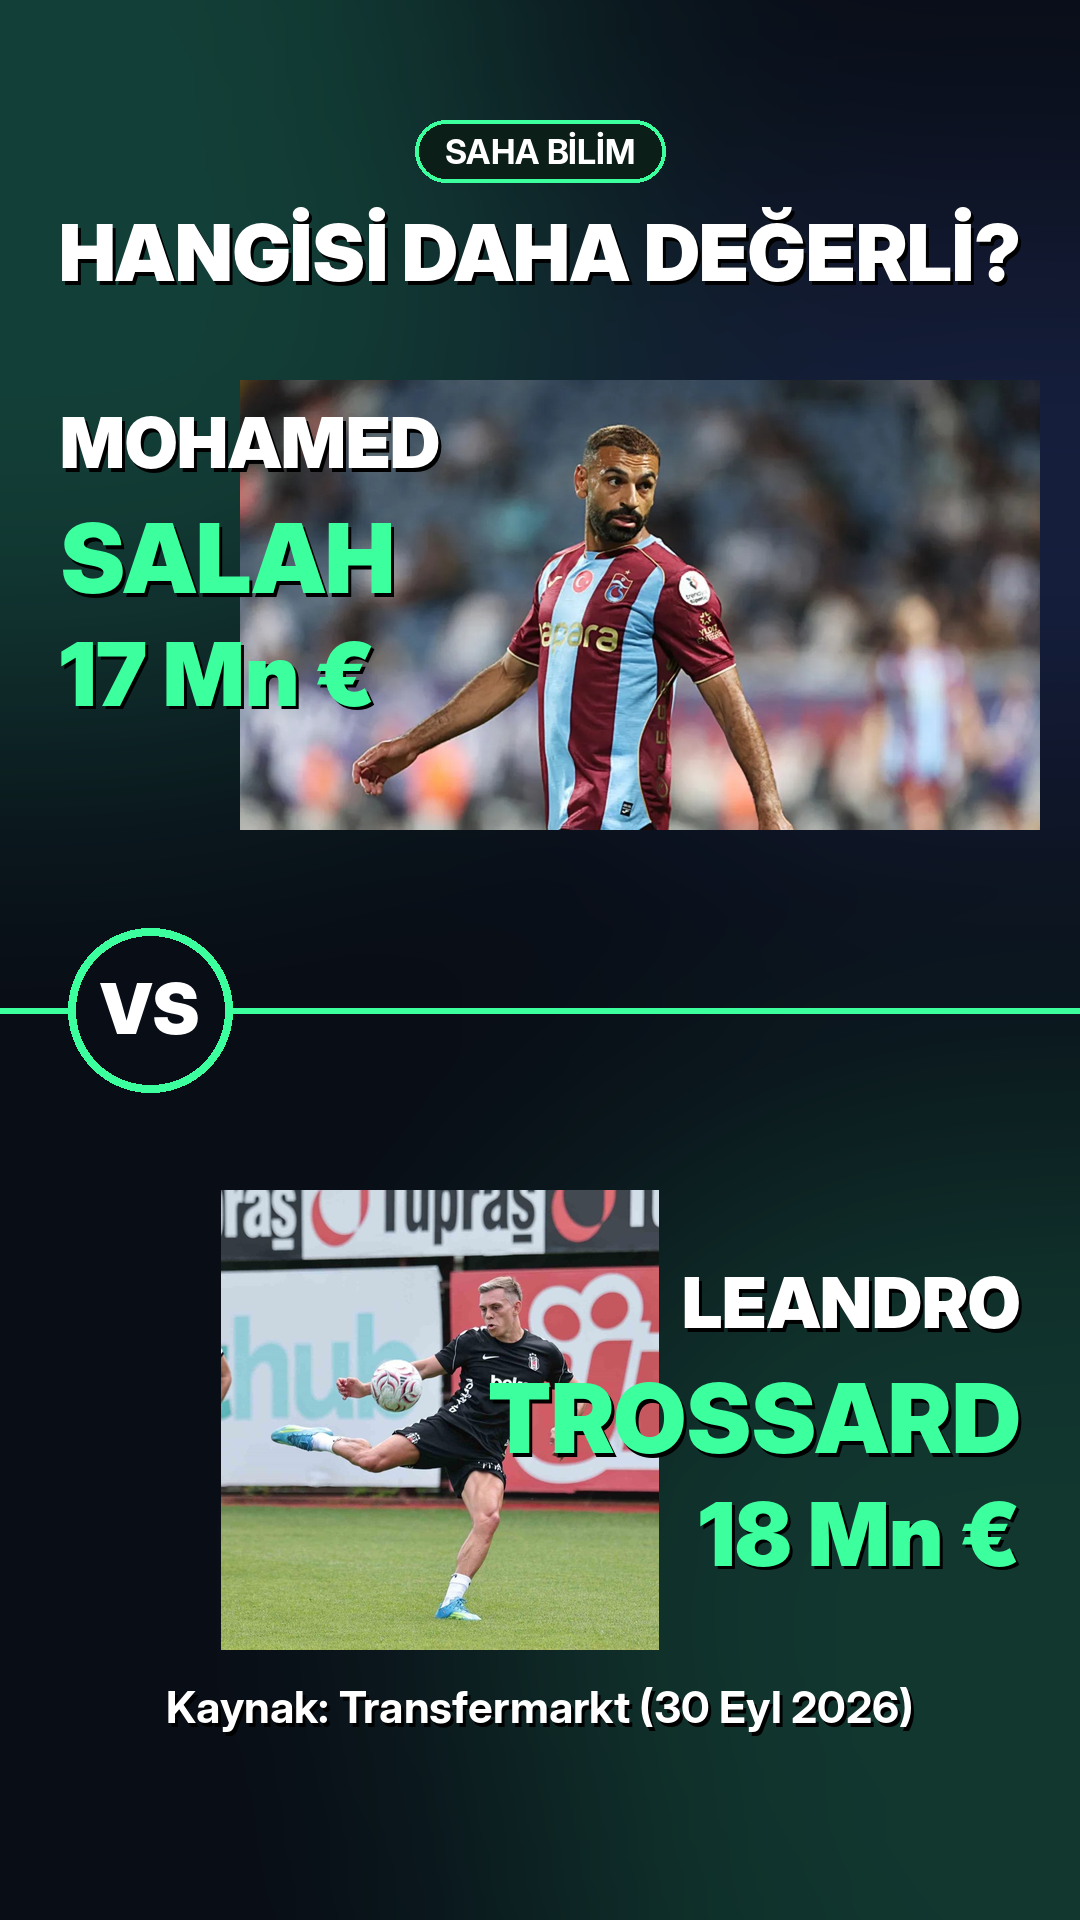 SAHA BİLİM
HANGİSİ DAHA DEĞERLİ?
MOHAMED
SALAH
17 Mn €
VS
Tupraş
LEANDRO
TROSSARD
18 Mn €
Kaynak: Transfermarkt (30 Eyl 2026)